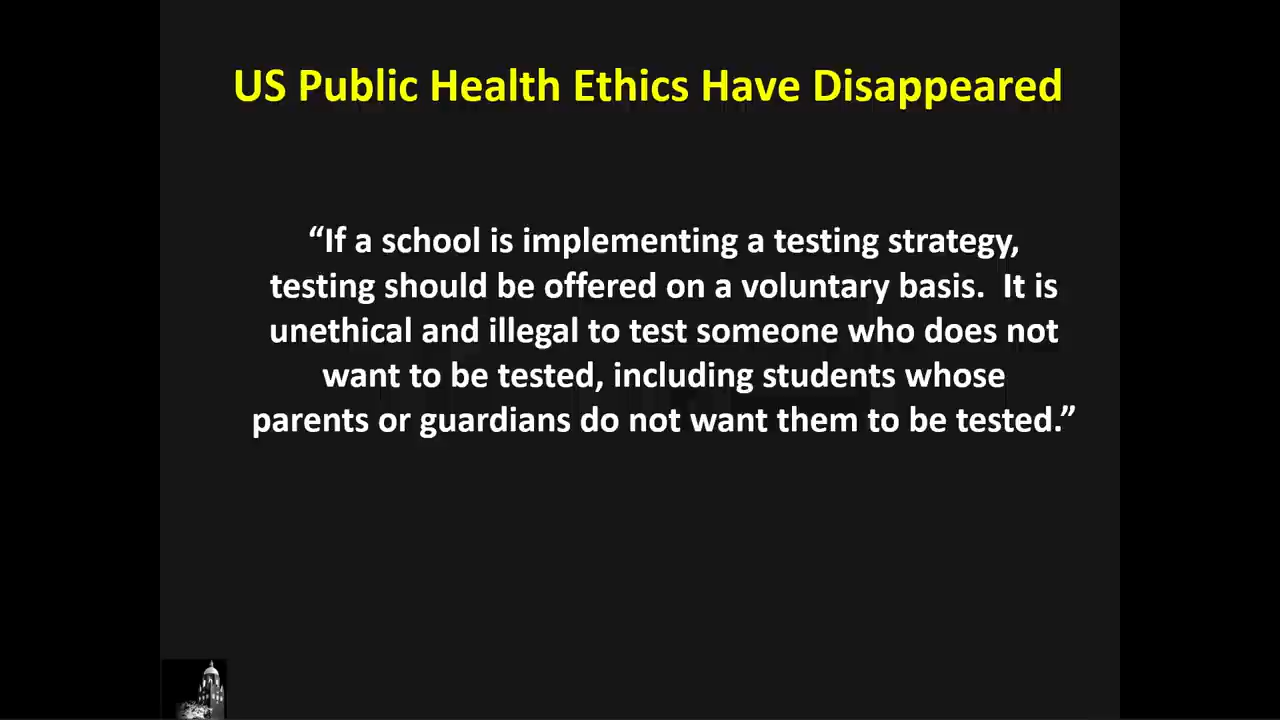 US Public Health Ethics Have Disappeared
“If a school is implementing a testing strategy,
testing should be offered on a voluntary basis.  It is
unethical and illegal to test someone who does not
want to be tested, including students whose
parents or guardians do not want them to be tested.”